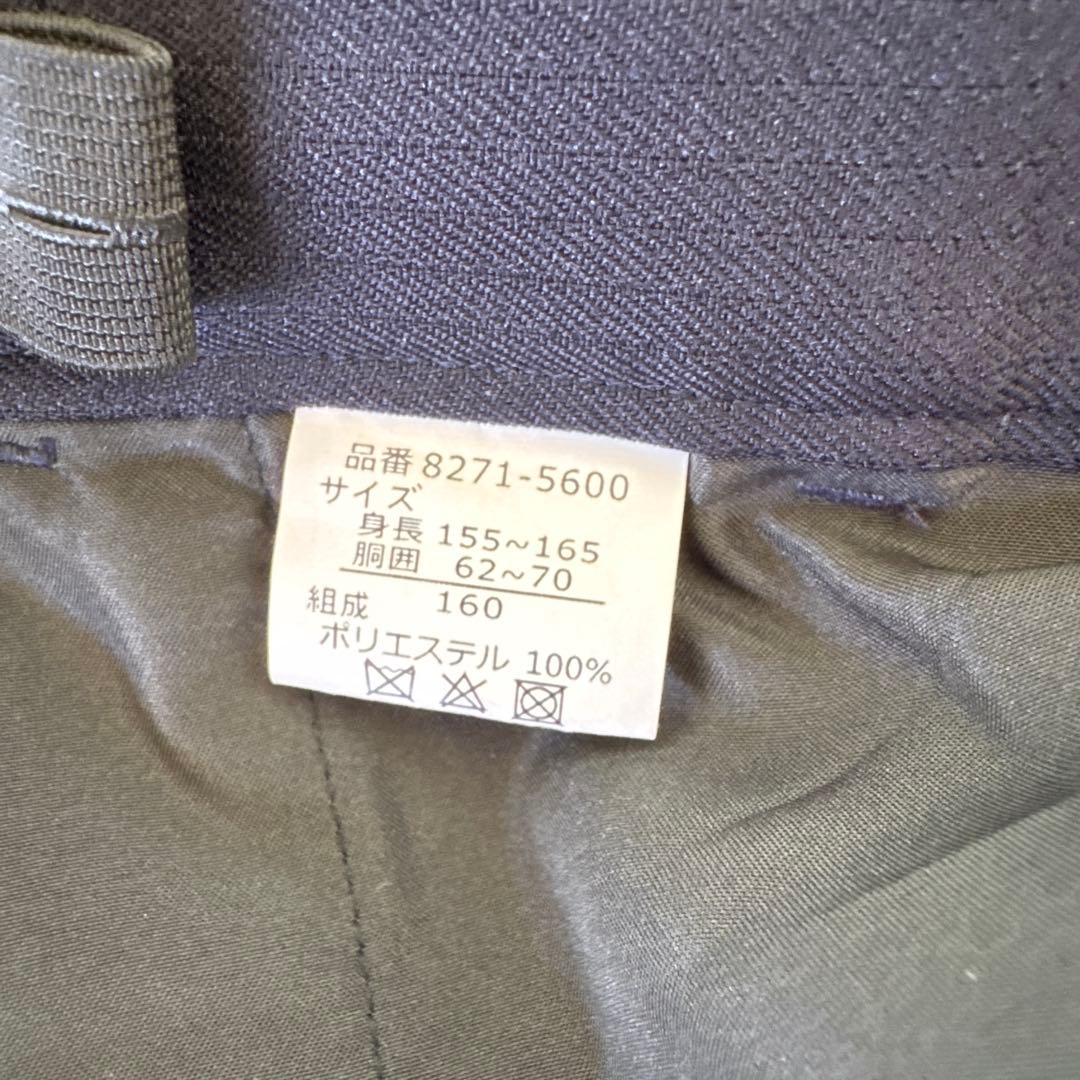 品番 8271-5600
サイズ
身長 155~165
胴囲 62~70
160
組成
ポリエステル 100%